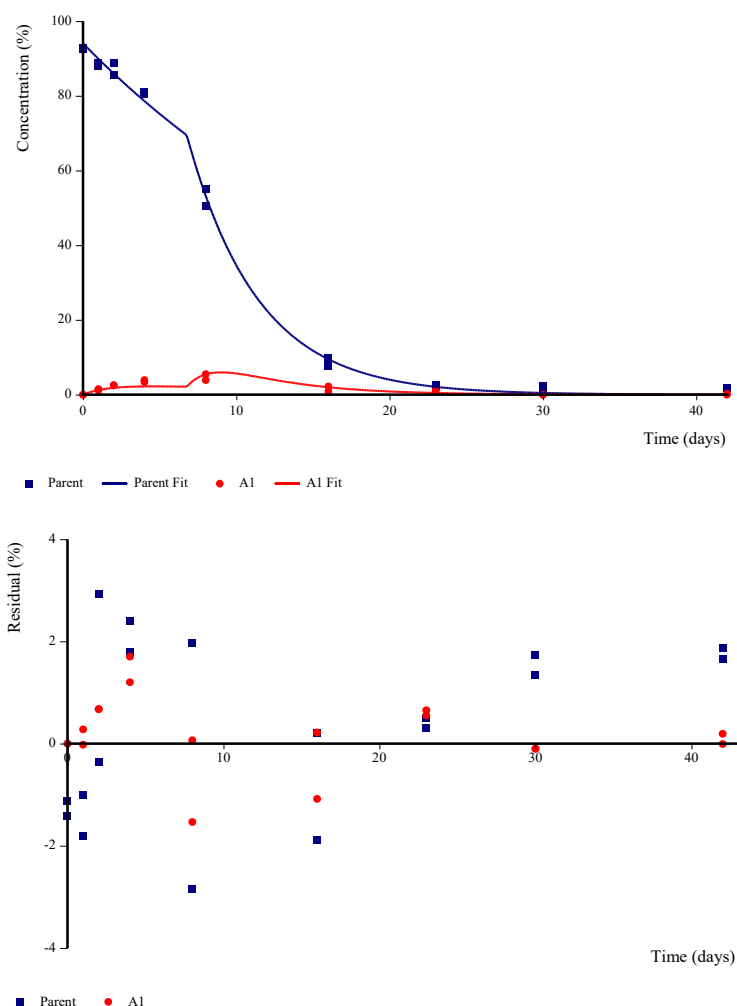 Concentration (%)
100
80
60
40
20
0
0 10 20 30 40
Time (days)
Parent Parent Fit A1 A1 Fit
Residual (%)
4
2
0
-2
-4
0 10 20 30 40
Time (days)
Parent A1